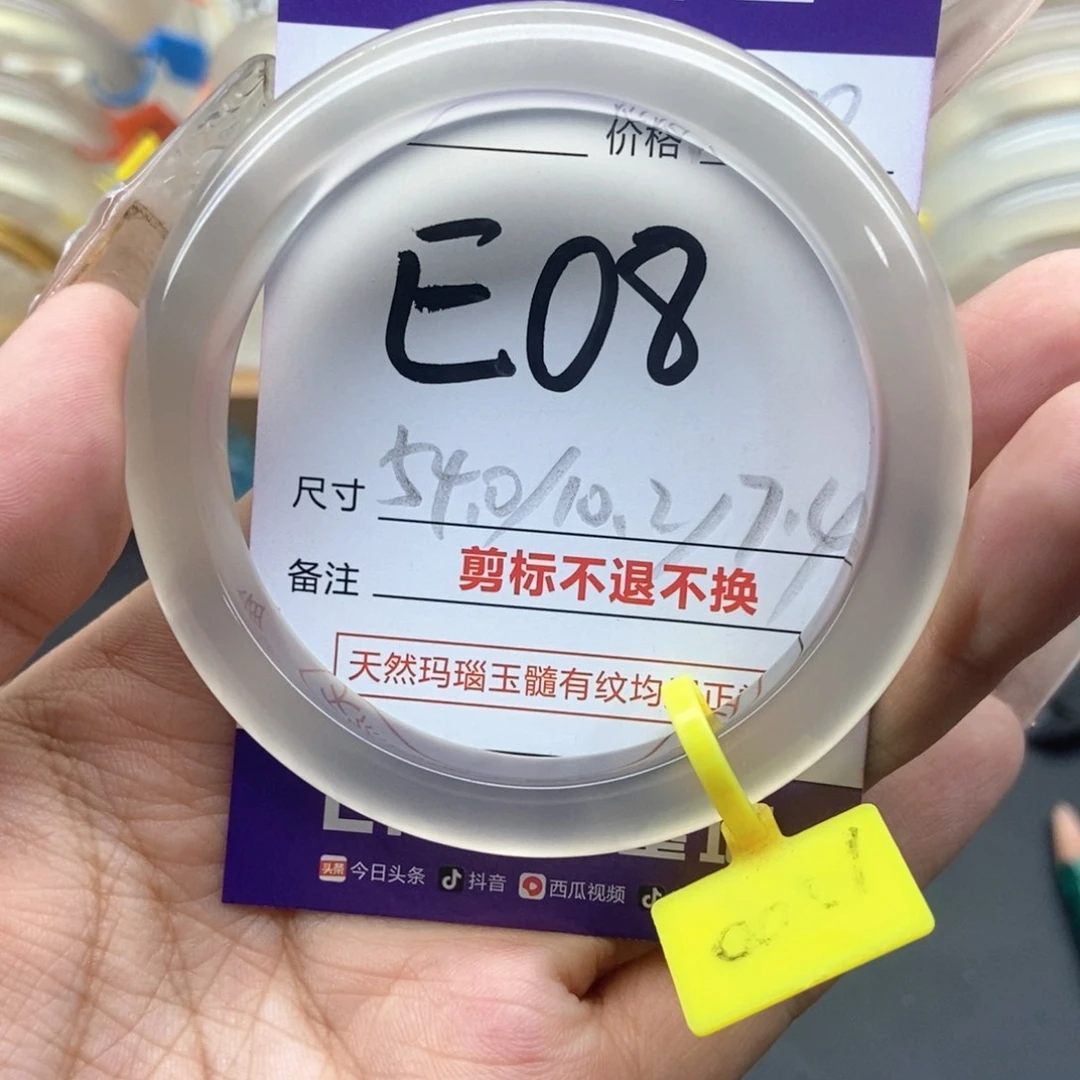 价格
E08
尺寸 54.0/10.2/7.4
备注 剪标不退不换
天然玛瑙玉髓有纹均
头条 今日头条 抖音 西瓜视频